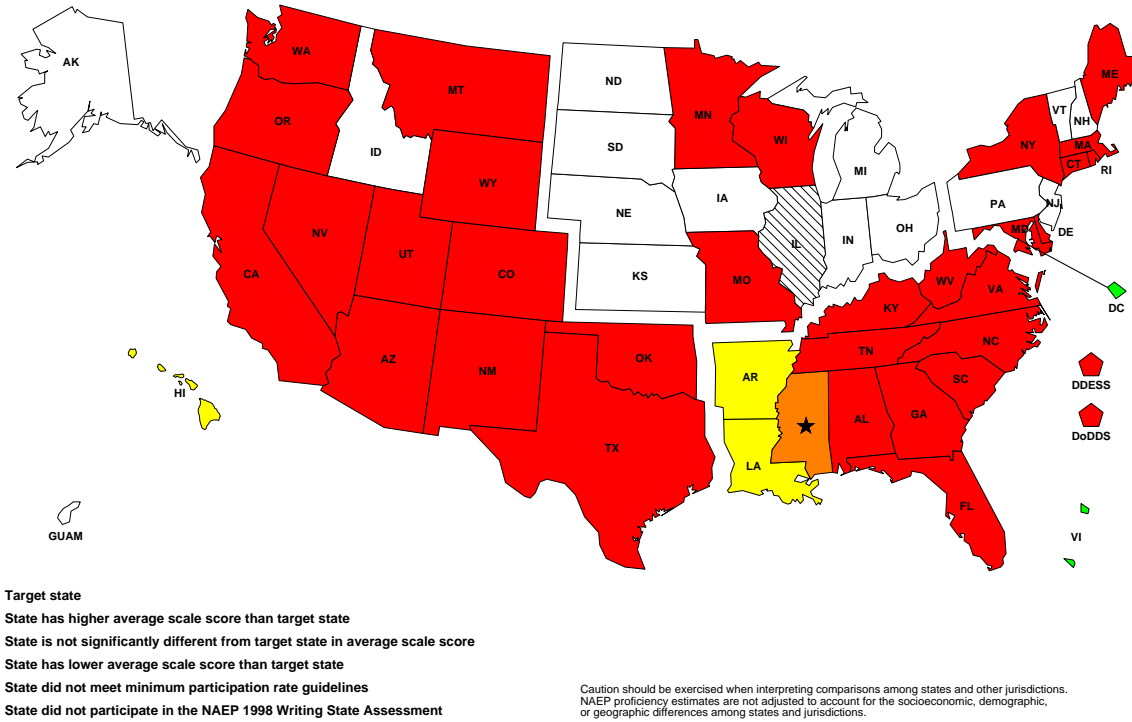 AK
WA
MT
ND
MN
ME
VT
NH
OR
ID
SD
WI
NY
MA
CT
RI
WY
MI
IA
PA
NJ
NE
OH
NV
UT
IL
IN
MD
DE
CA
CO
KS
MO
WV
VA
KY
DC
AZ
NM
OK
TN
NC
AR
SC
DDESS
HI
AL
GA
DoDDS
TX
LA
FL
GUAM
VI
Target state
State has higher average scale score than target state
State is not significantly different from target state in average scale score
State has lower average scale score than target state
State did not meet minimum participation rate guidelines
State did not participate in the NAEP 1998 Writing State Assessment
Caution should be exercised when interpreting comparisons among states and other jurisdictions.
NAEP proficiency estimates are not adjusted to account for the socioeconomic, demographic,
or geographic differences among states and jurisdictions.